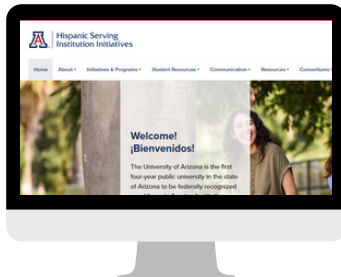 A
Hispanic Serving
Institution Initiatives
Home About Initiatives & Programs Student Resources Communication Resources Consortiums
Welcome!
¡Bienvenidos!
The University of Arizona is the first
four-year public university in the state
of Arizona to be federally recognized